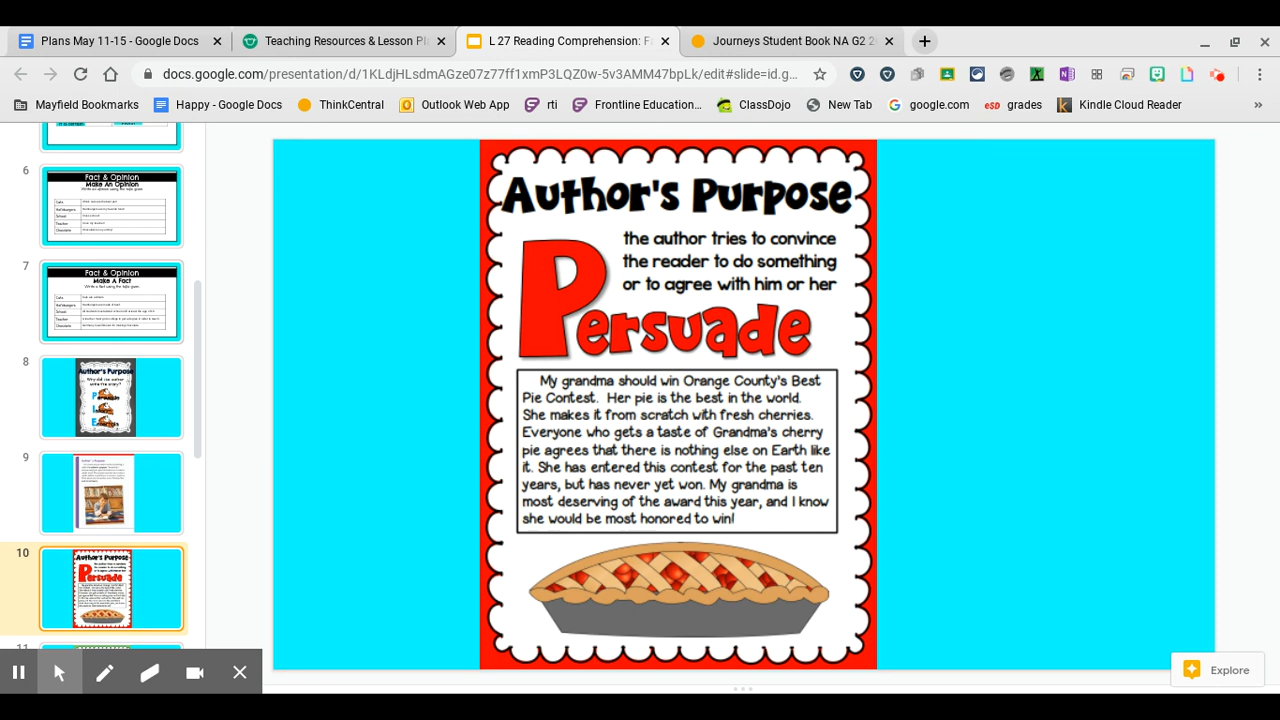 Plans May 11-15 - Google Docs
Teaching Resources & Lesson Pl
L 27 Reading Comprehension: F
Journeys Student Book NA G2 2
docs.google.com/presentation/d/1KLdjHLsdmAGze07z77ff1xmP3LQZ0w-5v3AMM47bpLk/edit#slide=id.g...
Mayfield Bookmarks
Happy - Google Docs
ThinkCentral
Outlook Web App
rti
Frontline Education...
ClassDojo
New Tab
google.com
eSD grades
Kindle Cloud Reader
»
6
Fact & Opinion
Make An Opinion
7
Fact & Opinion
Make A Fact
8
Author's Purpose
9
10
Author's Purpose
Persuade
11
Author's Purpose
the author tries to convince
the reader to do something
or to agree with him or her
Persuade
My grandma should win Orange County's Best
Pie Contest. Her pie is the best in the world.
She makes it from scratch with fresh cherries.
Everyone who gets a taste of Grandma's cherry
pie agrees that there is nothing else on Earth like
it. She has entered this contest for the past ten
years, but has never yet won. My grandma is
most deserving of the award this year, and I know
she would be most honored to win!
Explore